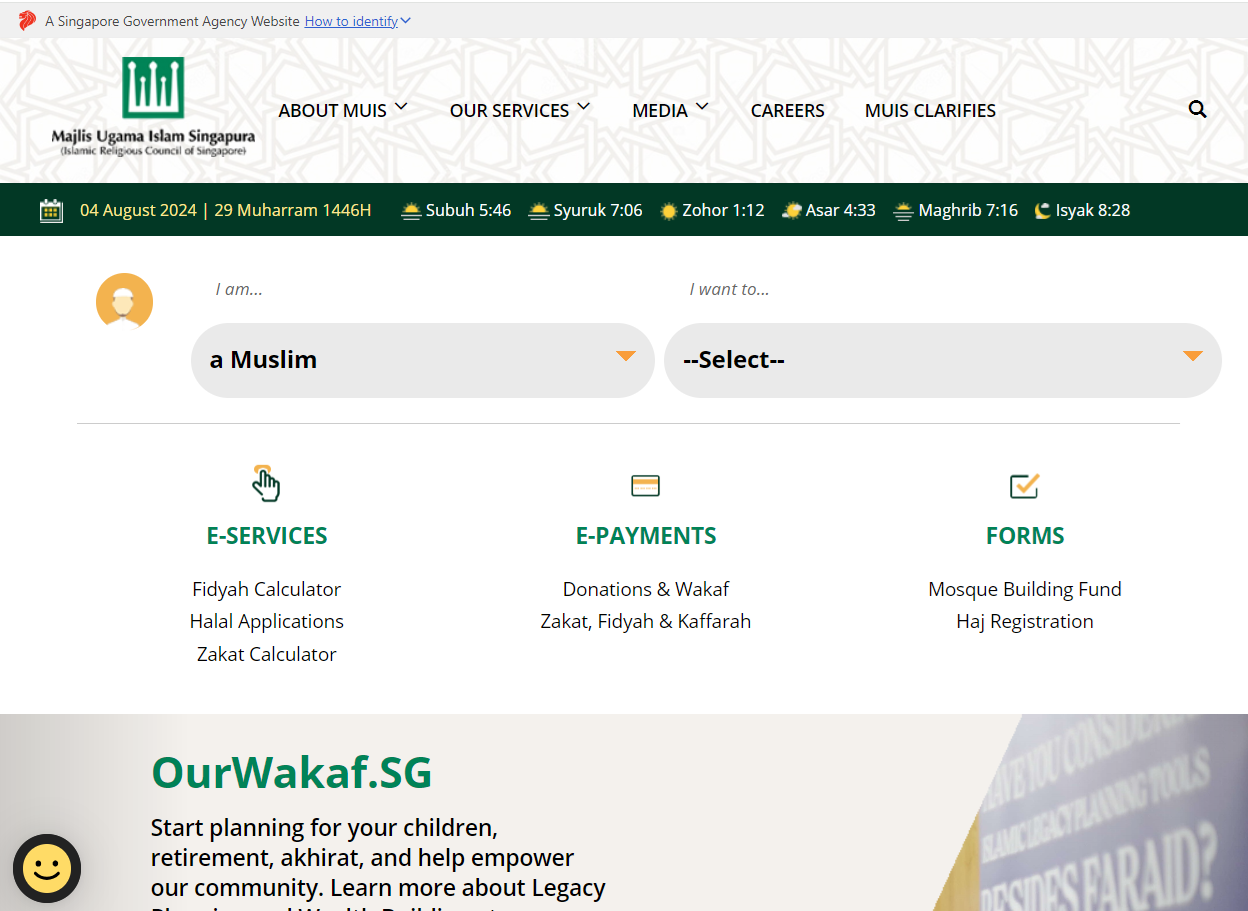 A Singapore Government Agency Website How to identify
Majlis Ugama Islam Singapura
(Islamic Religious Council of Singapore)
ABOUT MUIS OUR SERVICES MEDIA CAREERS MUIS CLARIFIES
04 August 2024 | 29 Muharram 1446H Subuh 5:46 Syuruk 7:06 Zohor 1:12 Asar 4:33 Maghrib 7:16 Isyak 8:28
I am... I want to...
a Muslim --Select--
E-SERVICES E-PAYMENTS FORMS
Fidyah Calculator Donations & Wakaf Mosque Building Fund
Halal Applications Zakat, Fidyah & Kaffarah Haj Registration
Zakat Calculator
OurWakaf.SG
Start planning for your children,
retirement, akhirat, and help empower
our community. Learn more about Legacy
HAVE YOU CONSIDERED
ISLAMIC LEGACY PLANNING TOOLS
BESIDES FARAID?